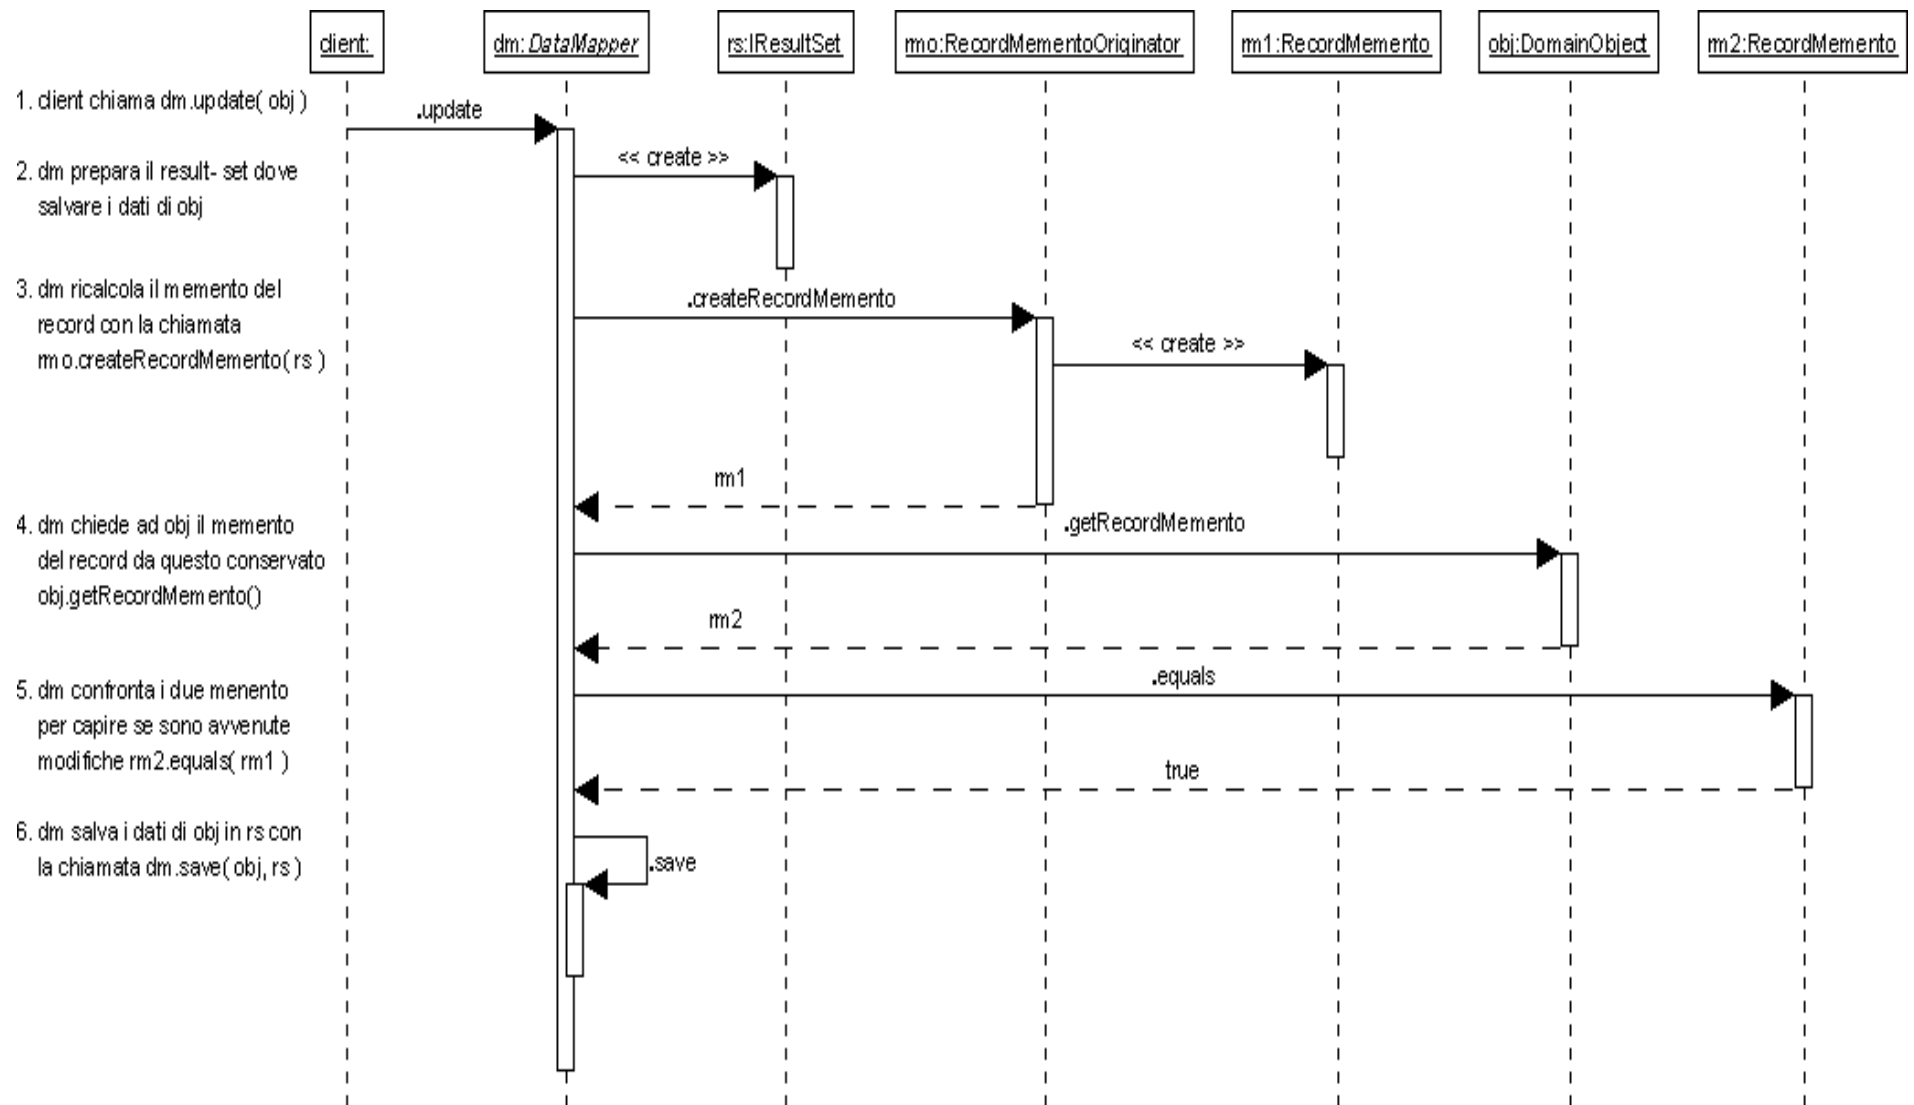 client:
dm:DataMapper
rs:IResultSet
rmo:RecordMementoOriginator
rm1:RecordMemento
obj:DomainObject
rm2:RecordMemento
1. client chiama dm.update( obj )
.update
2. dm prepara il result- set dove
salvare i dati di obj
<< create >>
3. dm ricalcola il memento del
record con la chiamata
rmo.createRecordMemento( rs )
.createRecordMemento
<< create >>
rm1
4. dm chiede ad obj il memento
del record da questo conservato
obj.getRecordMemento()
.getRecordMemento
rm2
5. dm confronta i due menento
per capire se sono avvenute
modifiche rm2.equals( rm1 )
.equals
true
6. dm salva i dati di obj in rs con
la chiamata dm.save( obj, rs )
.save